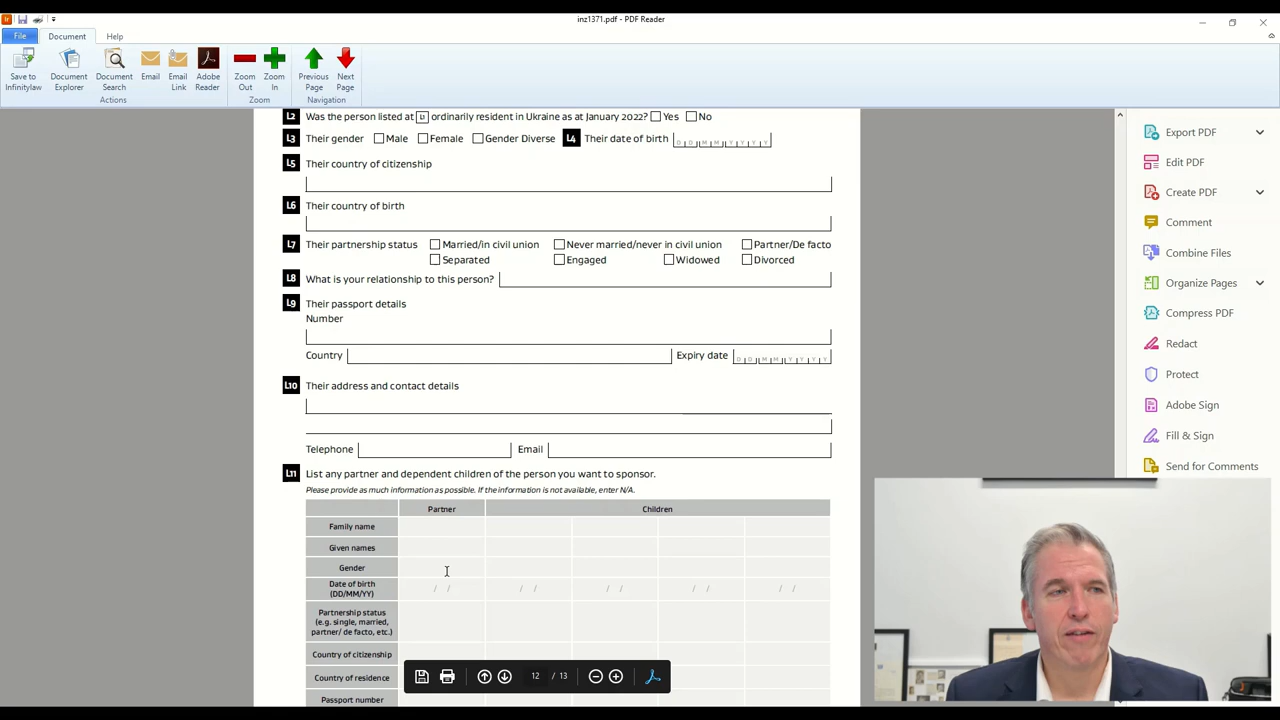 inz1371.pdf - PDF Reader
File Document Help
Save to Infinitylaw
Document Explorer
Document Search
Email
Email Link
Adobe Reader
Zoom Out
Zoom In
Previous Page
Next Page
Actions Zoom Navigation
L2 Was the person listed at L1 ordinarily resident in Ukraine as at January 2022? Yes No
L3 Their gender Male Female Gender Diverse L4 Their date of birth D D M M Y Y Y Y
L5 Their country of citizenship
L6 Their country of birth
L7 Their partnership status Married/in civil union Never married/never in civil union Partner/De facto
Separated Engaged Widowed Divorced
L8 What is your relationship to this person?
L9 Their passport details
Number
Country Expiry date D D M M Y Y Y Y
L10 Their address and contact details
Telephone Email
L11 List any partner and dependent children of the person you want to sponsor.
Please provide as much information as possible. If the information is not available, enter N/A.
Partner Children
Family name
Given names
Gender
Date of birth
(DD/MM/YY) / / / / / / / / / /
Partnership status
(e.g. single, married,
partner/ de facto, etc.)
Country of citizenship
Country of residence
Passport number
12 / 13
Export PDF
Edit PDF
Create PDF
Comment
Combine Files
Organize Pages
Compress PDF
Redact
Protect
Adobe Sign
Fill & Sign
Send for Comments